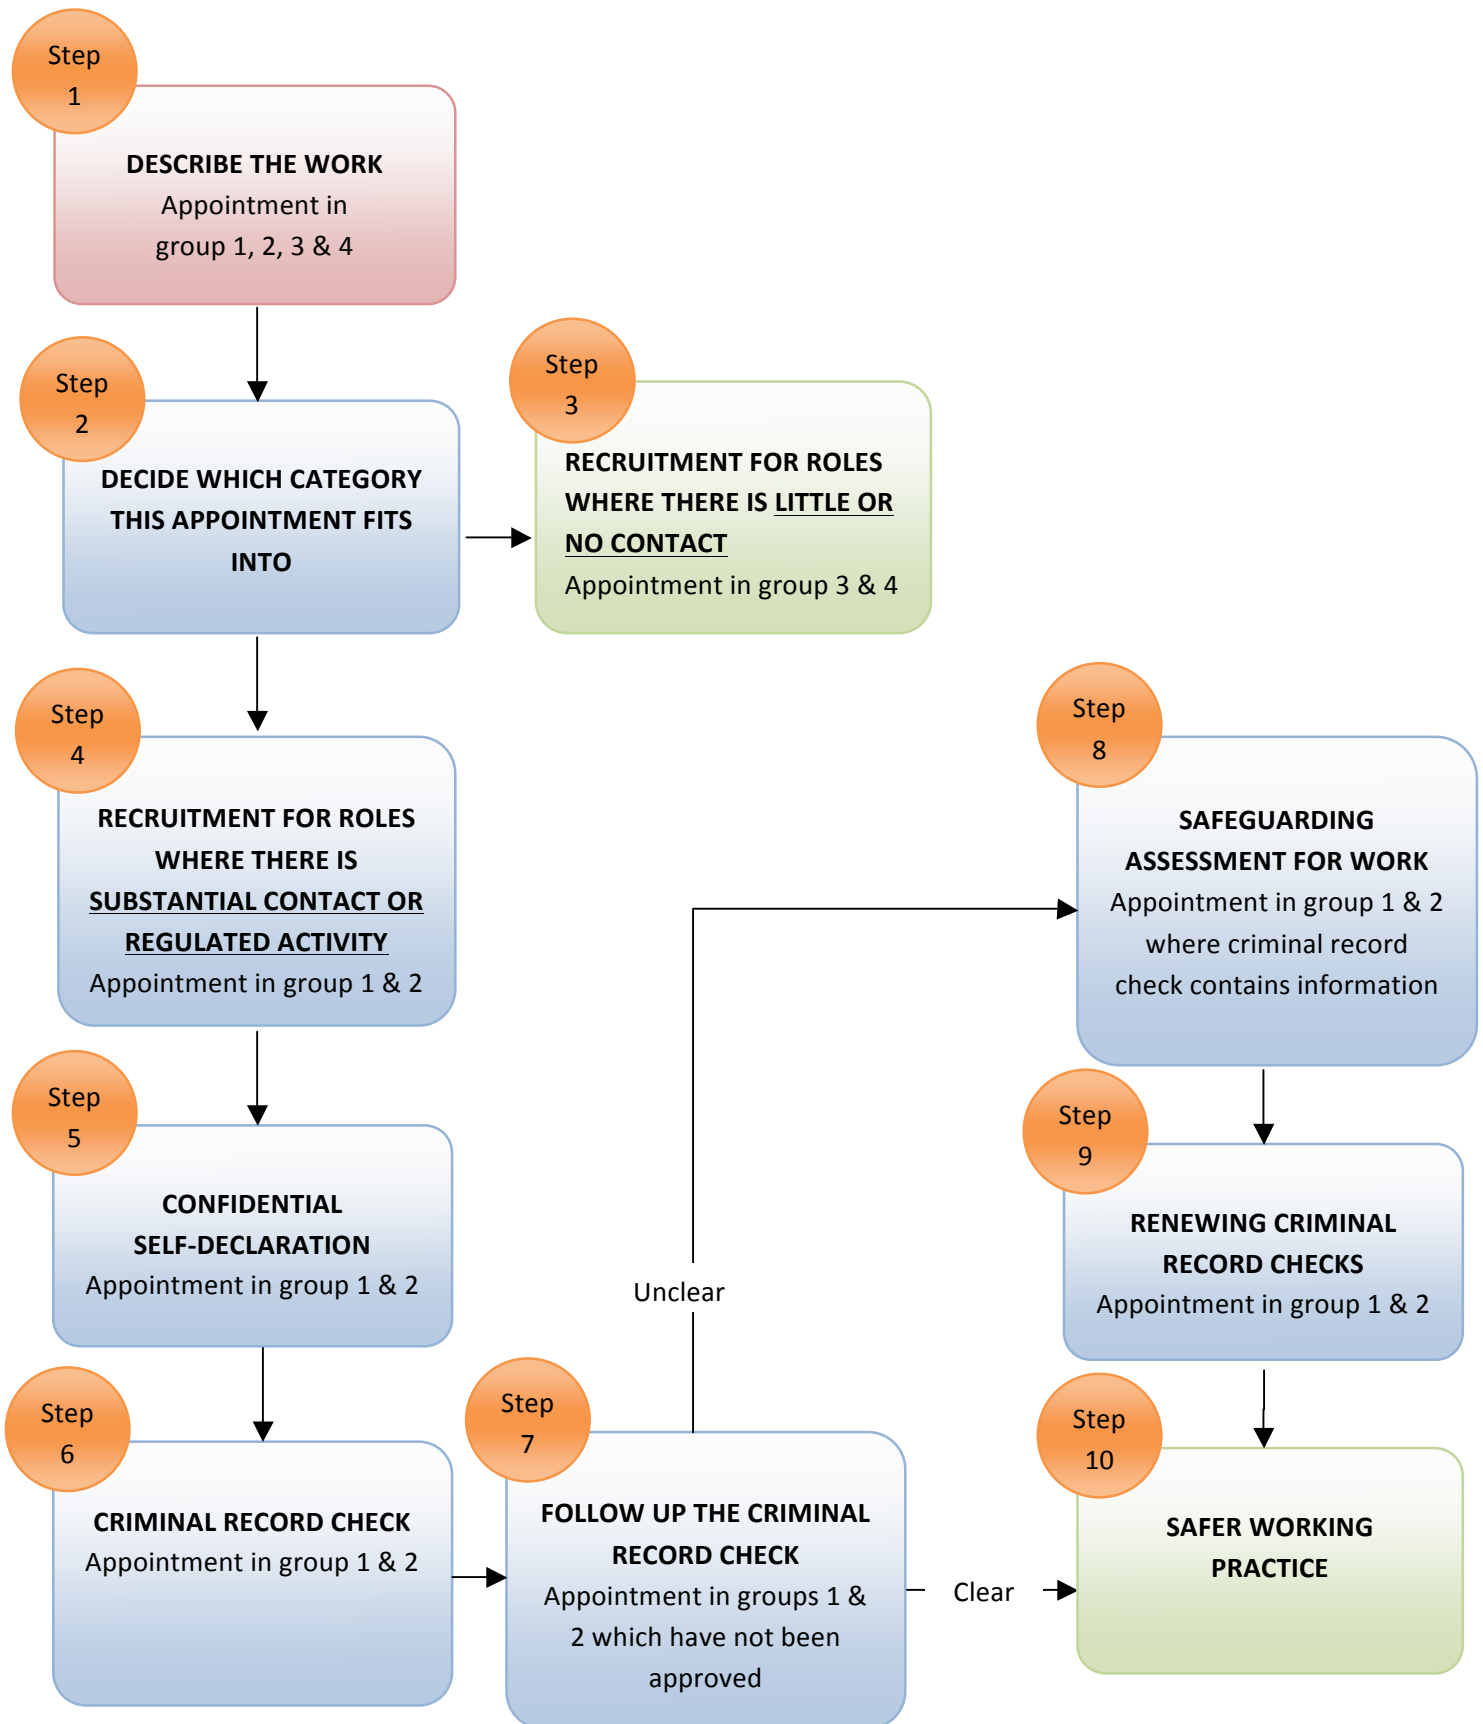 Step
1
DESCRIBE THE WORK
Appointment in
group 1, 2, 3 & 4
Step
2
DECIDE WHICH CATEGORY
THIS APPOINTMENT FITS
INTO
Step
3
RECRUITMENT FOR ROLES
WHERE THERE IS LITTLE OR
NO CONTACT
Appointment in group 3 & 4
Step
4
RECRUITMENT FOR ROLES
WHERE THERE IS
SUBSTANTIAL CONTACT OR
REGULATED ACTIVITY
Appointment in group 1 & 2
Step
5
CONFIDENTIAL
SELF-DECLARATION
Appointment in group 1 & 2
Step
6
CRIMINAL RECORD CHECK
Appointment in group 1 & 2
Step
7
FOLLOW UP THE CRIMINAL
RECORD CHECK
Appointment in groups 1 &
2 which have not been
approved
Unclear
Clear
Step
8
SAFEGUARDING
ASSESSMENT FOR WORK
Appointment in group 1 & 2
where criminal record
check contains information
Step
9
RENEWING CRIMINAL
RECORD CHECKS
Appointment in group 1 & 2
Step
10
SAFER WORKING
PRACTICE